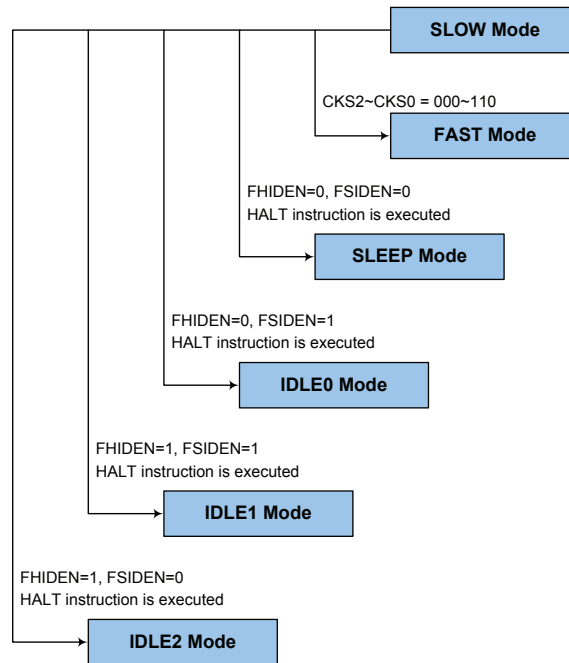 SLOW Mode
CKS2~CKS0 = 000~110
FAST Mode
FHIDEN=0, FSIDEN=0
HALT instruction is executed
SLEEP Mode
FHIDEN=0, FSIDEN=1
HALT instruction is executed
IDLE0 Mode
FHIDEN=1, FSIDEN=1
HALT instruction is executed
IDLE1 Mode
FHIDEN=1, FSIDEN=0
HALT instruction is executed
IDLE2 Mode